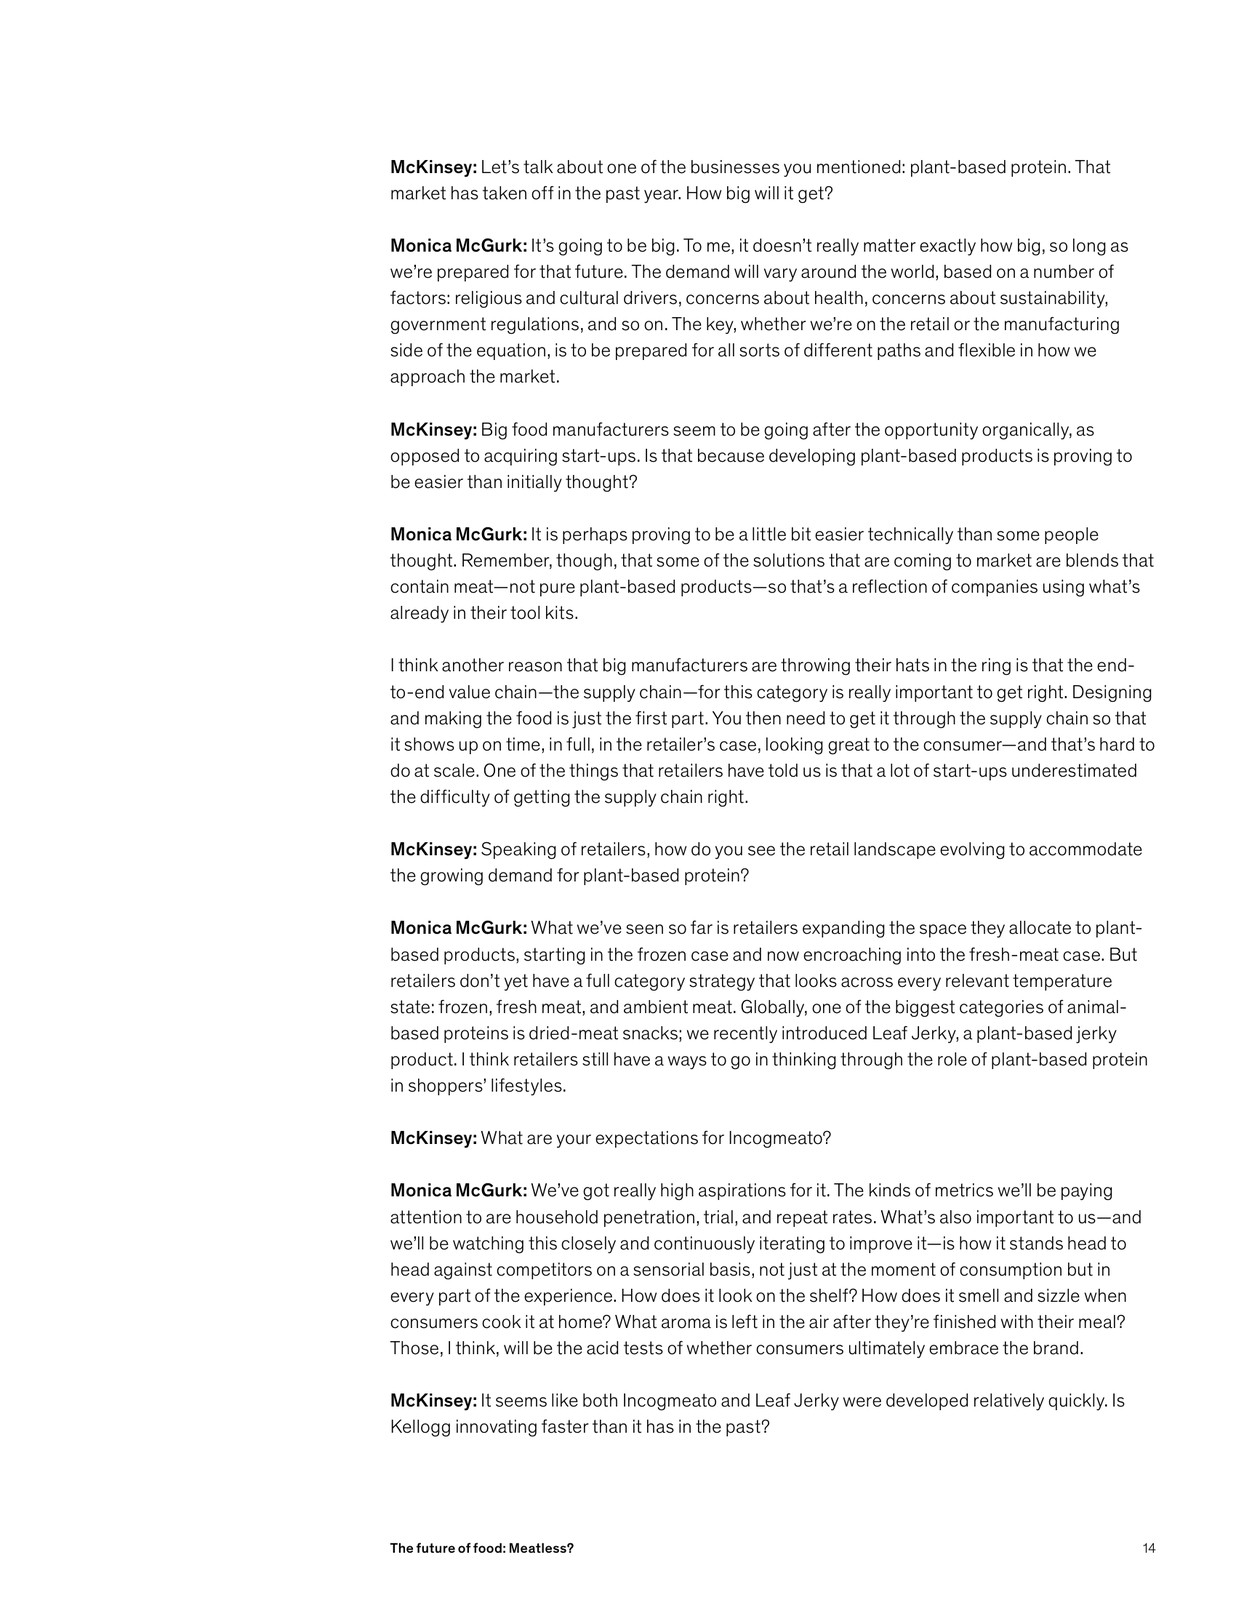 McKinsey: Let’s talk about one of the businesses you mentioned: plant-based protein. That
market has taken off in the past year. How big will it get?
Monica McGurk: It’s going to be big. To me, it doesn’t really matter exactly how big, so long as
we’re prepared for that future. The demand will vary around the world, based on a number of
factors: religious and cultural drivers, concerns about health, concerns about sustainability,
government regulations, and so on. The key, whether we’re on the retail or the manufacturing
side of the equation, is to be prepared for all sorts of different paths and flexible in how we
approach the market.
McKinsey: Big food manufacturers seem to be going after the opportunity organically, as
opposed to acquiring start-ups. Is that because developing plant-based products is proving to
be easier than initially thought?
Monica McGurk: It is perhaps proving to be a little bit easier technically than some people
thought. Remember, though, that some of the solutions that are coming to market are blends that
contain meat—not pure plant-based products—so that’s a reflection of companies using what’s
already in their tool kits.
I think another reason that big manufacturers are throwing their hats in the ring is that the end-
to-end value chain—the supply chain—for this category is really important to get right. Designing
and making the food is just the first part. You then need to get it through the supply chain so that
it shows up on time, in full, in the retailer’s case, looking great to the consumer—and that’s hard to
do at scale. One of the things that retailers have told us is that a lot of start-ups underestimated
the difficulty of getting the supply chain right.
McKinsey: Speaking of retailers, how do you see the retail landscape evolving to accommodate
the growing demand for plant-based protein?
Monica McGurk: What we’ve seen so far is retailers expanding the space they allocate to plant-
based products, starting in the frozen case and now encroaching into the fresh-meat case. But
retailers don’t yet have a full category strategy that looks across every relevant temperature
state: frozen, fresh meat, and ambient meat. Globally, one of the biggest categories of animal-
based proteins is dried-meat snacks; we recently introduced Leaf Jerky, a plant-based jerky
product. I think retailers still have a ways to go in thinking through the role of plant-based protein
in shoppers’ lifestyles.
McKinsey: What are your expectations for Incogmeato?
Monica McGurk: We’ve got really high aspirations for it. The kinds of metrics we’ll be paying
attention to are household penetration, trial, and repeat rates. What’s also important to us—and
we’ll be watching this closely and continuously iterating to improve it—is how it stands head to
head against competitors on a sensorial basis, not just at the moment of consumption but in
every part of the experience. How does it look on the shelf? How does it smell and sizzle when
consumers cook it at home? What aroma is left in the air after they’re finished with their meal?
Those, I think, will be the acid tests of whether consumers ultimately embrace the brand.
McKinsey: It seems like both Incogmeato and Leaf Jerky were developed relatively quickly. Is
Kellogg innovating faster than it has in the past?
The future of food: Meatless? 14